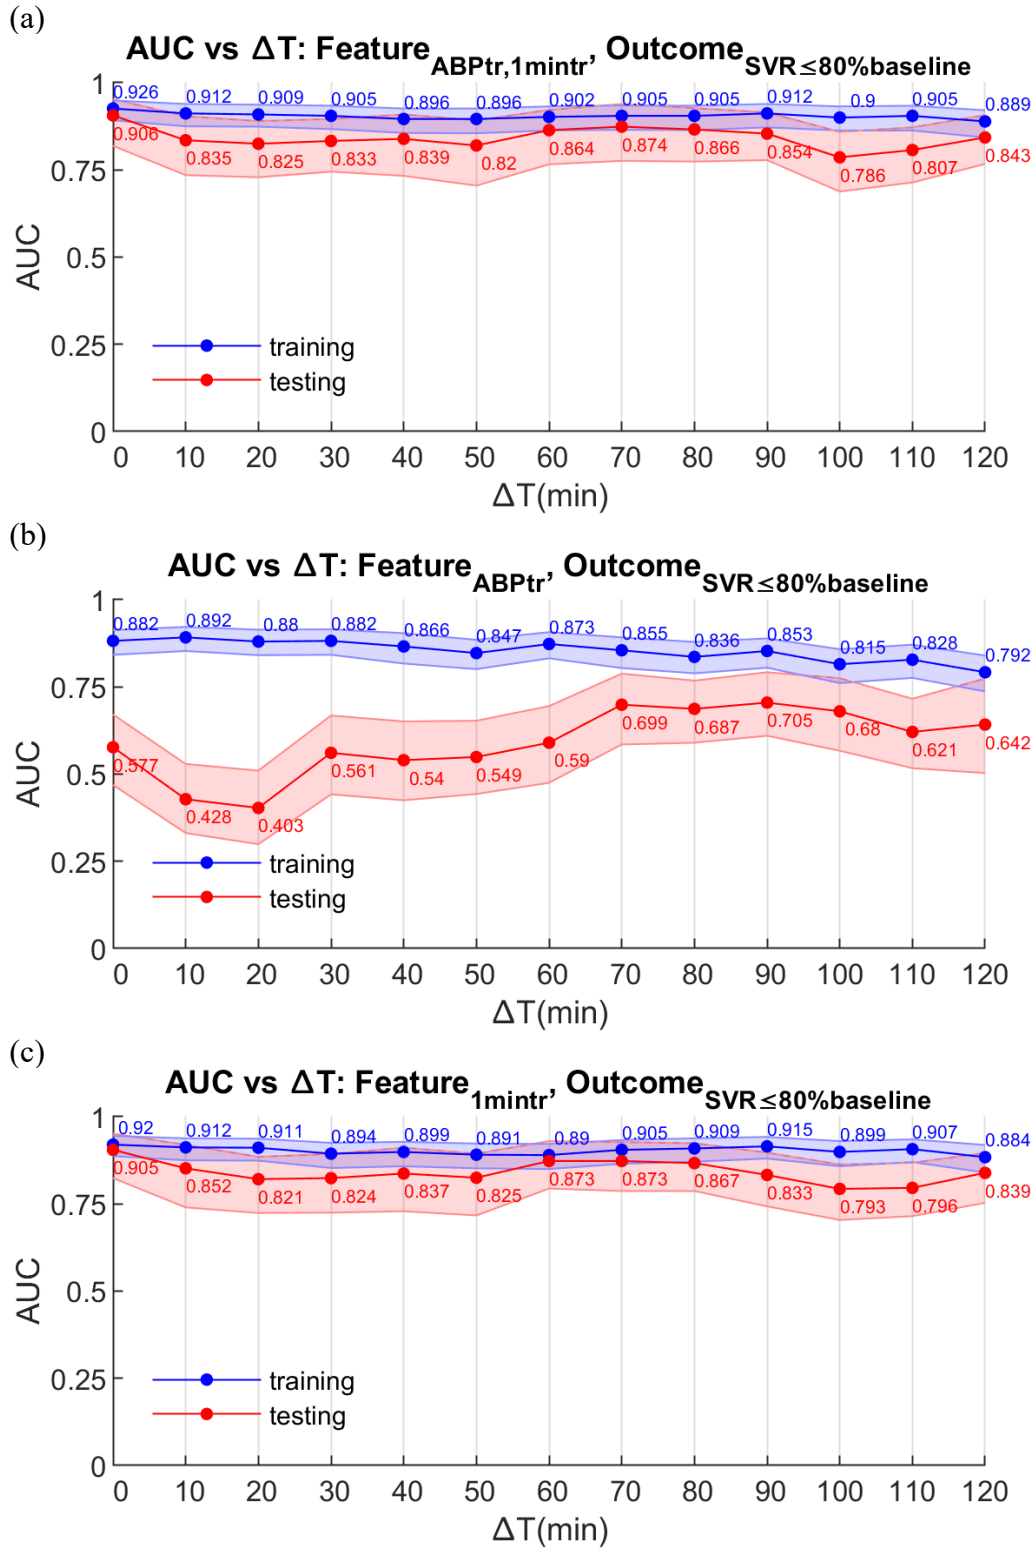 (a)
AUC vs ΔT: Feature ABPtr,1mintr, Outcome SVR≤80%baseline
1
0.926 0.912 0.909 0.905 0.896 0.896 0.902 0.905 0.905 0.912 0.9 0.905 0.889
0.906 0.835 0.825 0.833 0.839 0.82 0.864 0.874 0.866 0.854 0.786 0.807 0.843
0.75
0.5
AUC
0.25
training
testing
0
0 10 20 30 40 50 60 70 80 90 100 110 120
ΔT(min)
(b)
AUC vs ΔT: Feature ABPtr, Outcome SVR≤80%baseline
1
0.882 0.892 0.88 0.882 0.866 0.847 0.873 0.855 0.836 0.853 0.815 0.828 0.792
0.75
0.577 0.428 0.403 0.561 0.54 0.549 0.59 0.699 0.687 0.705 0.68 0.621 0.642
0.5
AUC
0.25
training
testing
0
0 10 20 30 40 50 60 70 80 90 100 110 120
ΔT(min)
(c)
AUC vs ΔT: Feature 1mintr, Outcome SVR≤80%baseline
1
0.92 0.912 0.911 0.894 0.899 0.891 0.89 0.905 0.909 0.915 0.899 0.907 0.884
0.905 0.852 0.821 0.824 0.837 0.825 0.873 0.873 0.867 0.833 0.793 0.796 0.839
0.75
0.5
AUC
0.25
training
testing
0
0 10 20 30 40 50 60 70 80 90 100 110 120
ΔT(min)